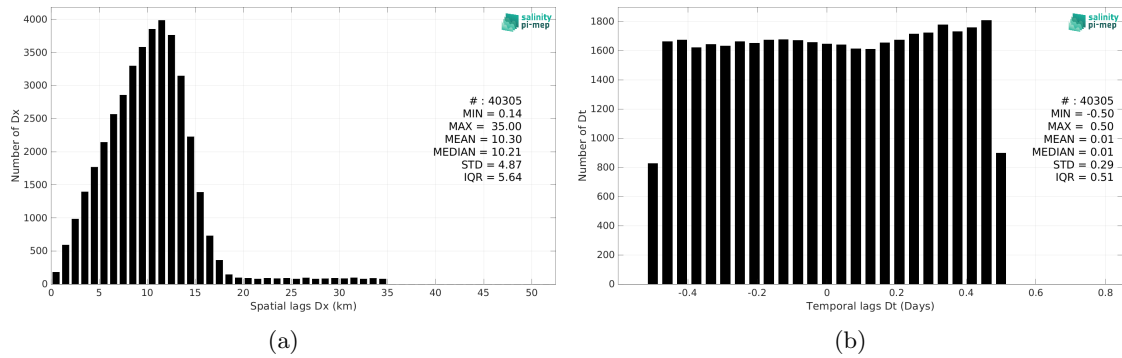 4000
3500
3000
2500
2000
1500
1000
500
0
Number of Dx
salinity
pi-mep
# : 40305
MIN = 0.14
MAX = 35.00
MEAN = 10.30
MEDIAN = 10.21
STD = 4.87
IQR = 5.64
0 5 10 15 20 25 30 35 40 45 50
Spatial lags Dx (km)
(a)
1800
1600
1400
1200
1000
800
600
400
200
0
Number of Dt
salinity
pi-mep
# : 40305
MIN = -0.50
MAX = 0.50
MEAN = 0.01
MEDIAN = 0.01
STD = 0.29
IQR = 0.51
-0.4 -0.2 0 0.2 0.4 0.6 0.8
Temporal lags Dt (Days)
(b)